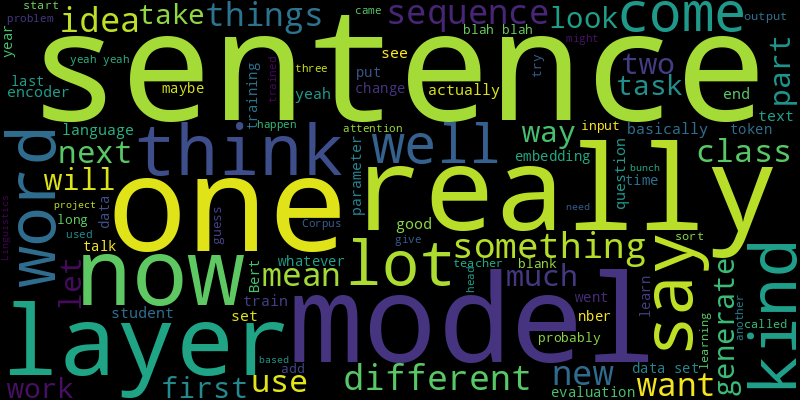 start
problem
year
idea
take
things
came
sequence
look
come
output
might
sentence
blah blah
yeah yeah
see
two
part
last
encoder
maybe
training
trained
three
yeah
put
change
actually
try
task
end
text
word
language
happen
attention
way
input
basically
token
next
think
well
embedding
question
class
will
one
parameter
really
time
bunch
project
long
used
data
guess
Corpus
good
give
need
Linguistics
talk
let
now
Bert
whatever
mean
lot
something
sort
say
kind
teacher
blank
head
much
learn
generate
another
layer
student
train
set
model
went
nber
called
probably
learning
based
add
work
first
use
different
new
data set
evaluation
want